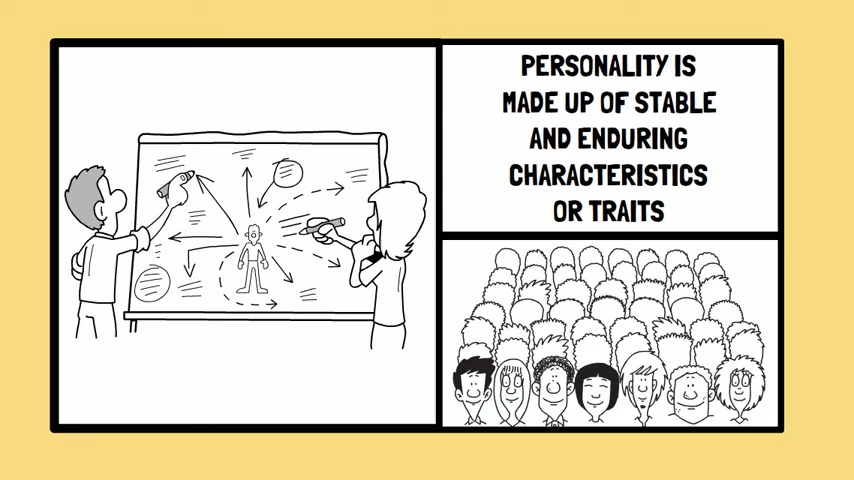 PERSONALITY IS
MADE UP OF STABLE
AND ENDURING
CHARACTERISTICS
OR TRAITS